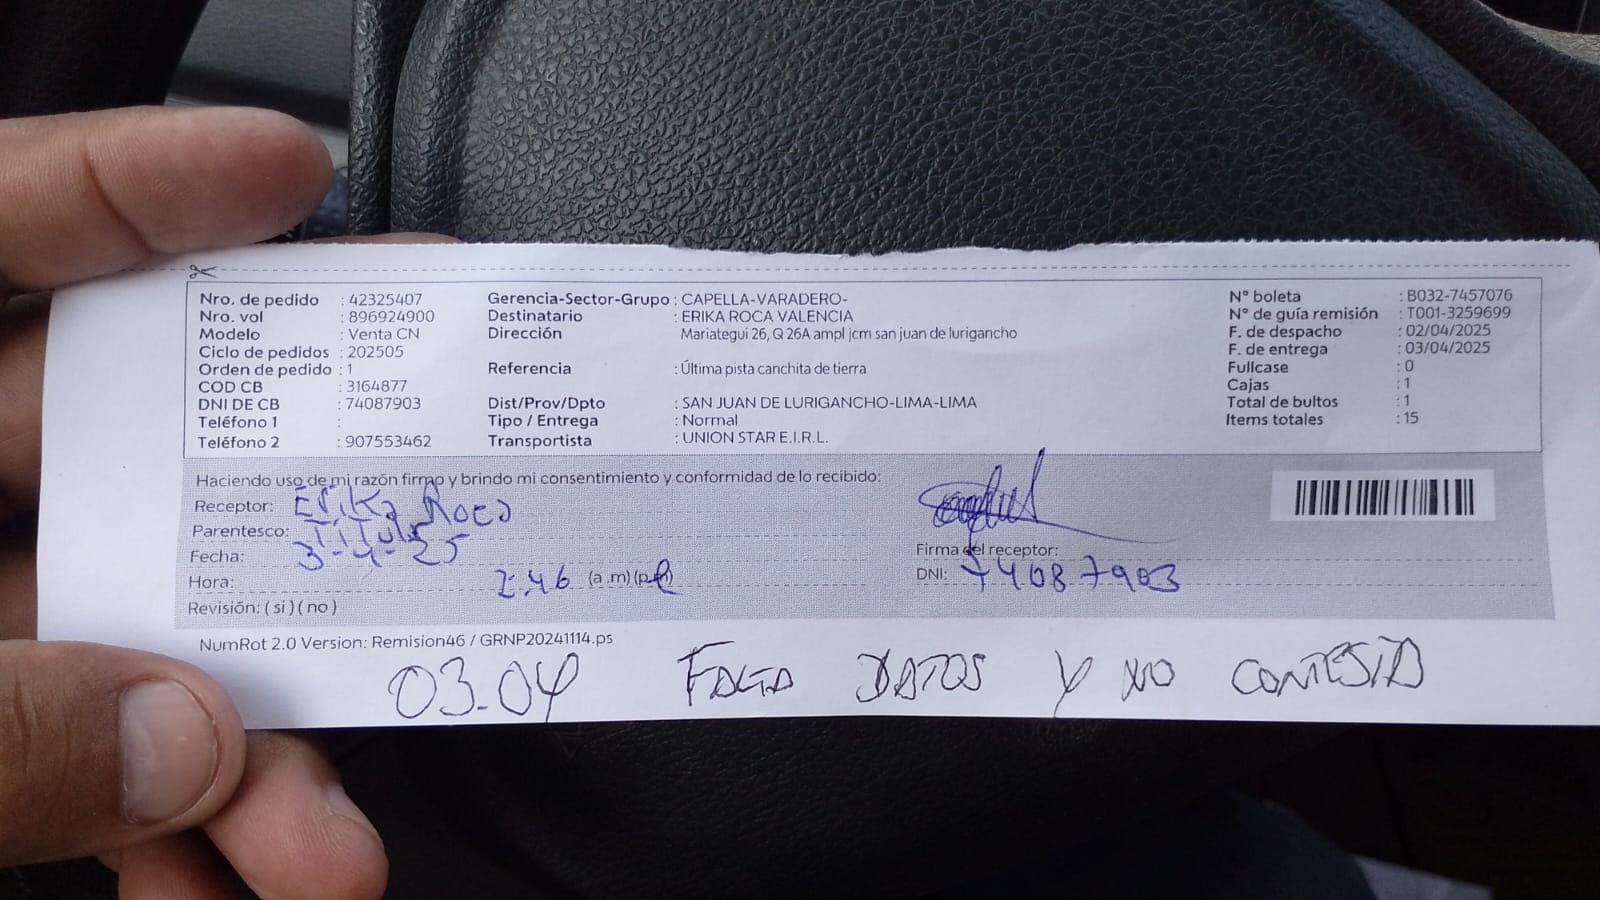 Nro. de pedido : 42325407 Gerencia-Sector-Grupo : CAPELLA-VARADERO- N° boleta : B032-7457076
Nro. vol : 896924900 Destinatario : ERIKA ROCA VALENCIA N° de guía remisión : T001-3259699
Modelo : Venta CN Dirección Mariategui 26, Q 26A ampl jcm san juan de lurigancho F. de despacho : 02/04/2025
Ciclo de pedidos : 202505 F. de entrega : 03/04/2025
Orden de pedido : 1 Referencia : Última pista canchita de tierra Fullcase : 0
COD CB : 3164877 Cajas : 1
DNI DE CB : 74087903 Dist/Prov/Dpto : SAN JUAN DE LURIGANCHO-LIMA-LIMA Total de bultos : 1
Teléfono 1 : Tipo / Entrega : Normal Items totales : 15
Teléfono 2 : 907553462 Transportista : UNION STAR E.I.R.L.
Haciendo uso de mi razón firmo y brindo mi consentimiento y conformidad de lo recibido:
Receptor: Erika Roca
Parentesco:
Fecha: 3-4-25 Firma del receptor:
Hora: 2:46 (a.m) (p.m) DNI: 74087903
Revisión: ( si ) ( no )
NumRot 2.0 Version: Remision46 / GRNP20241114.ps
03.04 FALTA DATOS Y NO CONTESTA